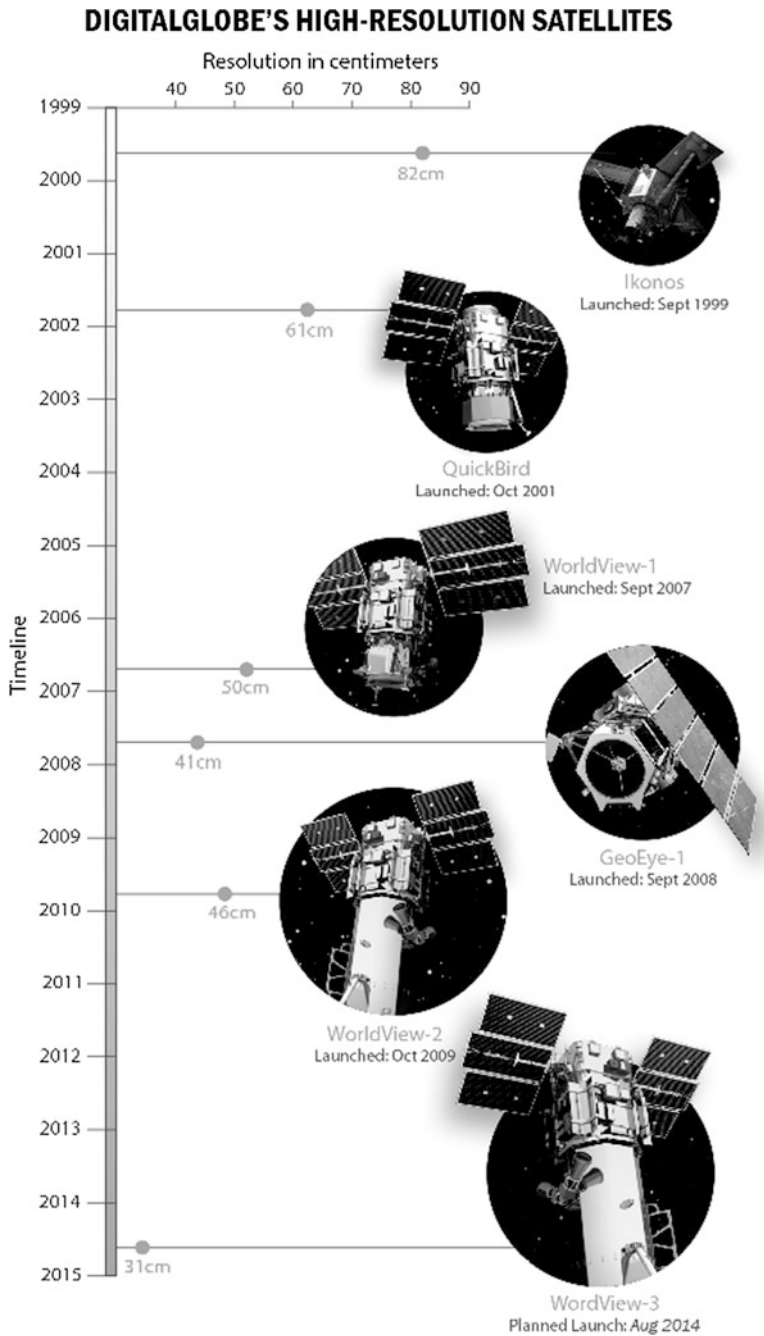 DIGITALGLOBE'S HIGH-RESOLUTION SATELLITES
Resolution in centimeters
40 50 60 70 80 90
1999
82cm
2000
2001
Ikonos
Launched: Sept 1999
61cm
2002
2003
2004
QuickBird
Launched: Oct 2001
2005
WorldView-1
Launched: Sept 2007
2006
Timeline
50cm
2007
41cm
2008
2009
GeoEye-1
Launched: Sept 2008
46cm
2010
2011
WorldView-2
Launched: Oct 2009
2012
2013
2014
31cm
2015
WordView-3
Planned Launch: Aug 2014